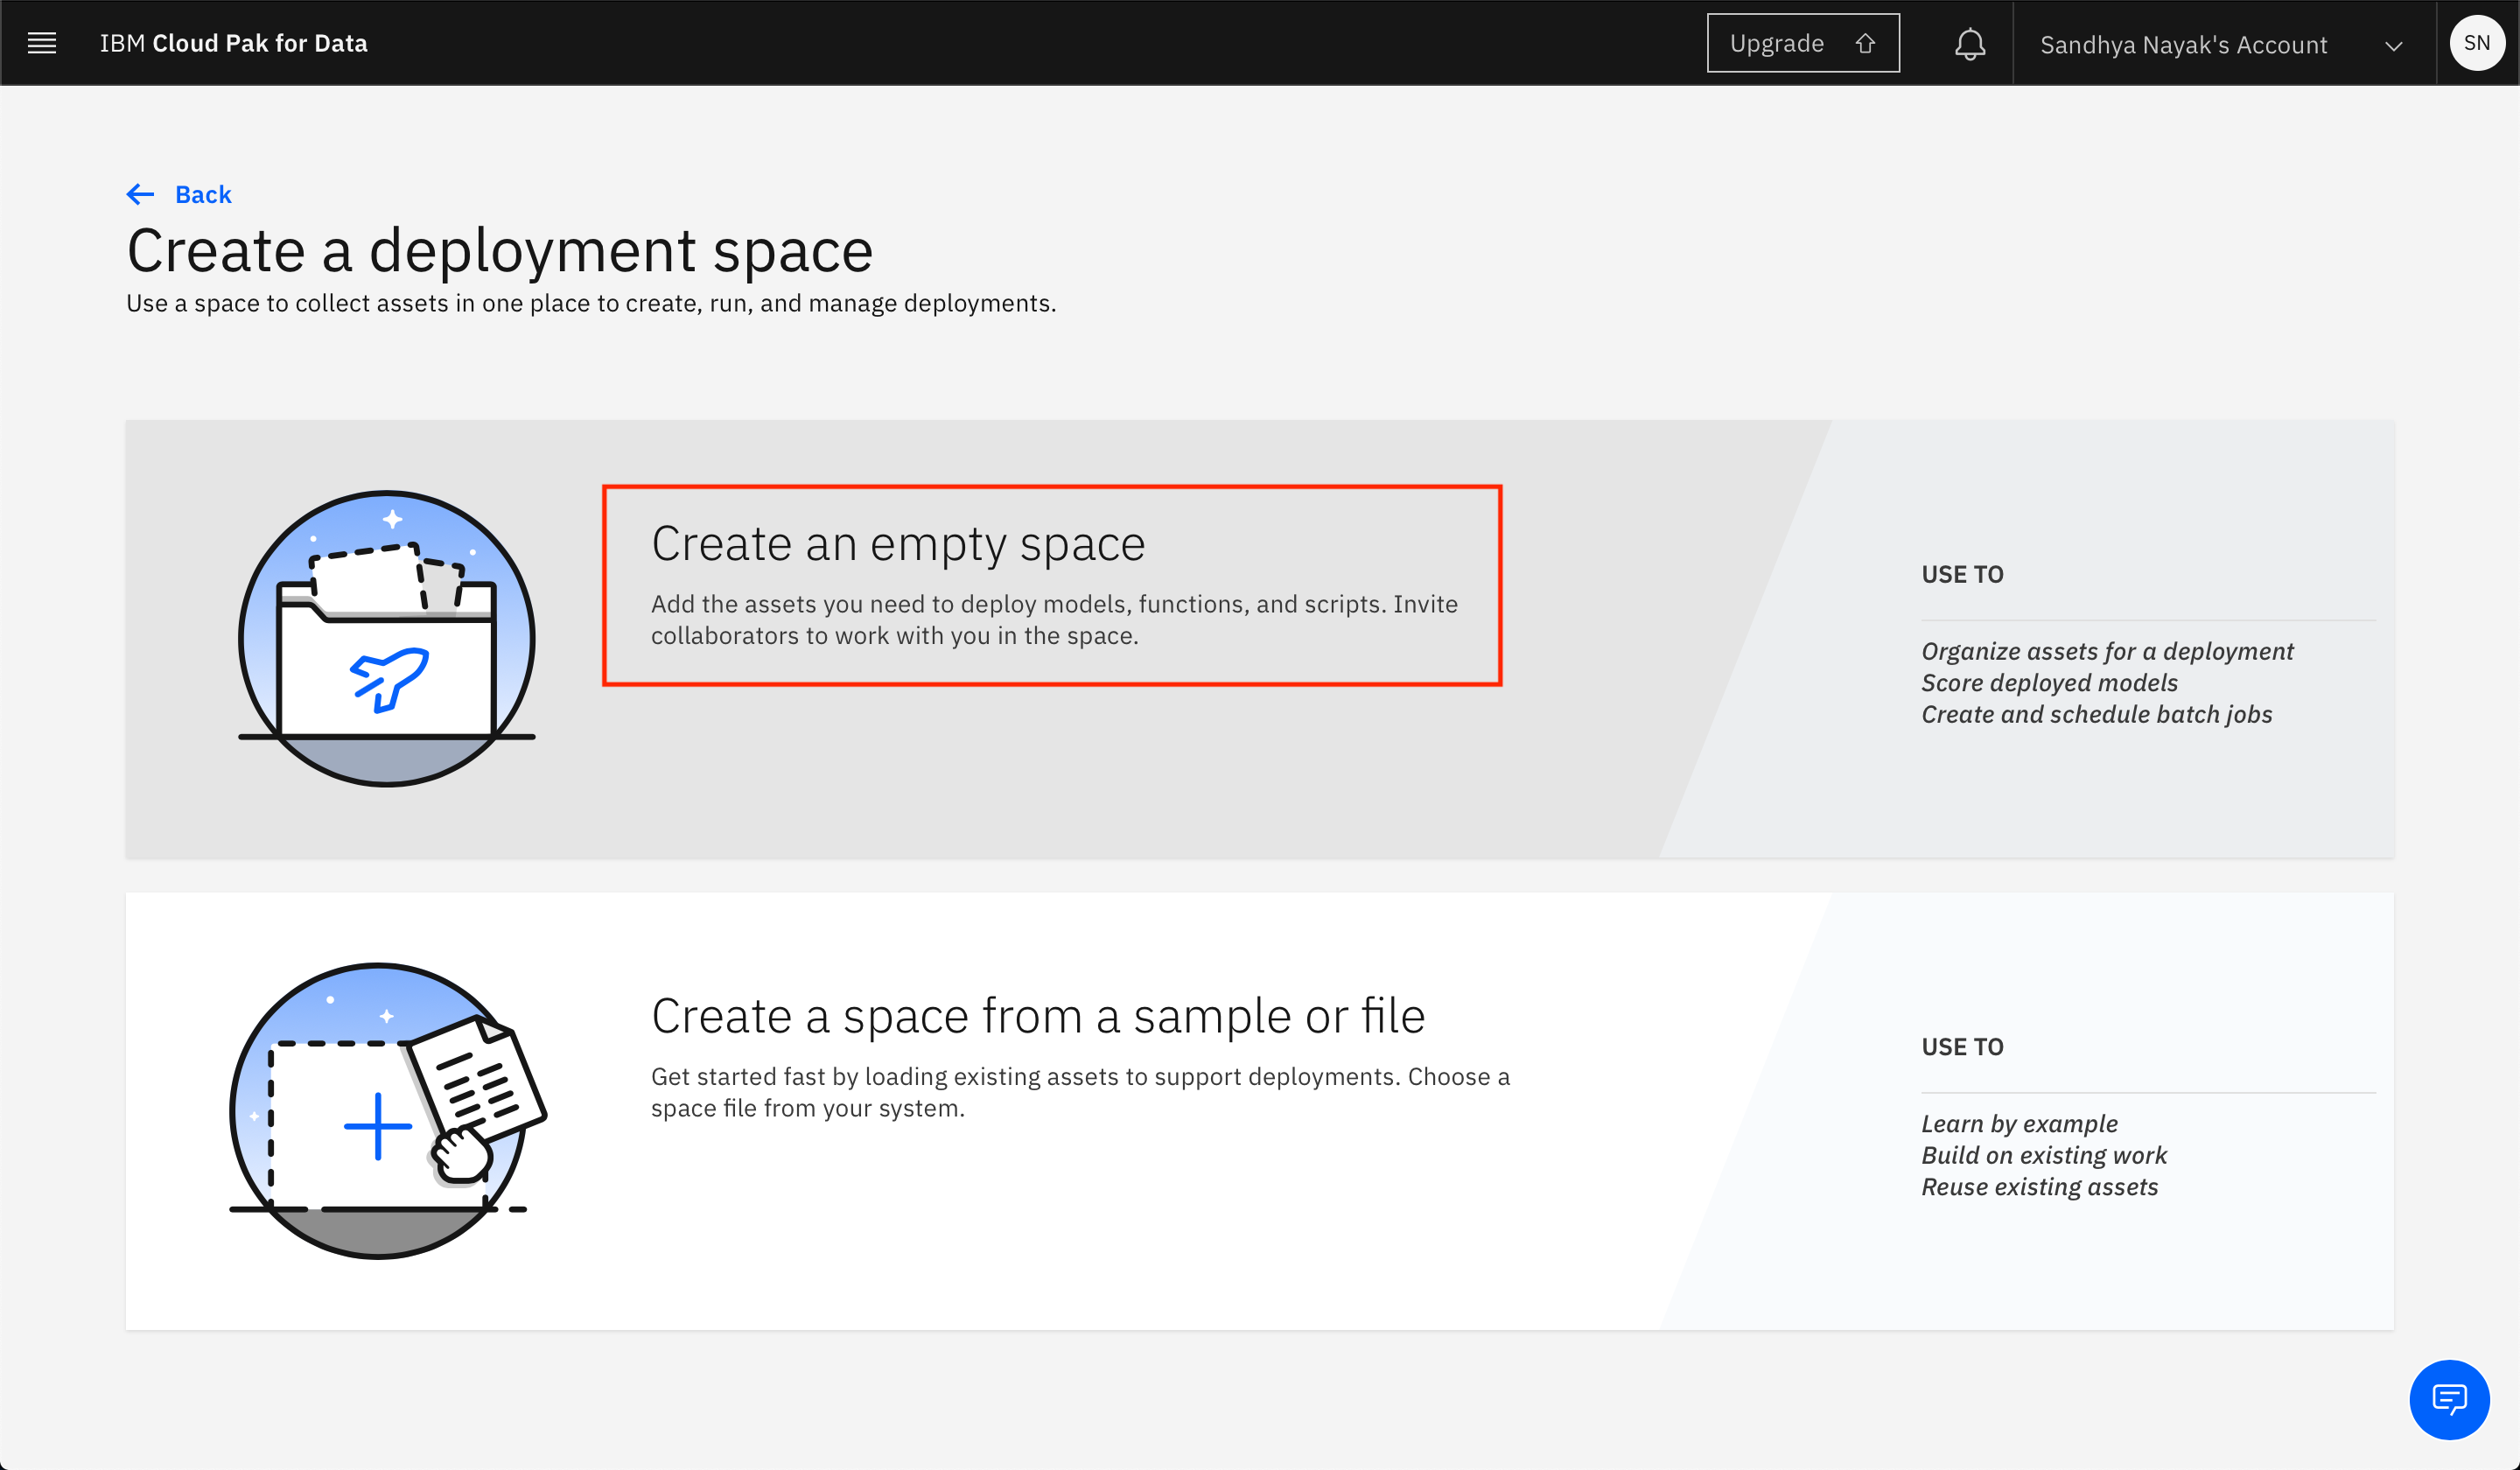 IBM Cloud Pak for Data
Upgrade
Sandhya Nayak's Account
SN
Back
Create a deployment space
Use a space to collect assets in one place to create, run, and manage deployments.
Create an empty space
Add the assets you need to deploy models, functions, and scripts. Invite
collaborators to work with you in the space.
USE TO
Organize assets for a deployment
Score deployed models
Create and schedule batch jobs
Create a space from a sample or file
Get started fast by loading existing assets to support deployments. Choose a
space file from your system.
USE TO
Learn by example
Build on existing work
Reuse existing assets